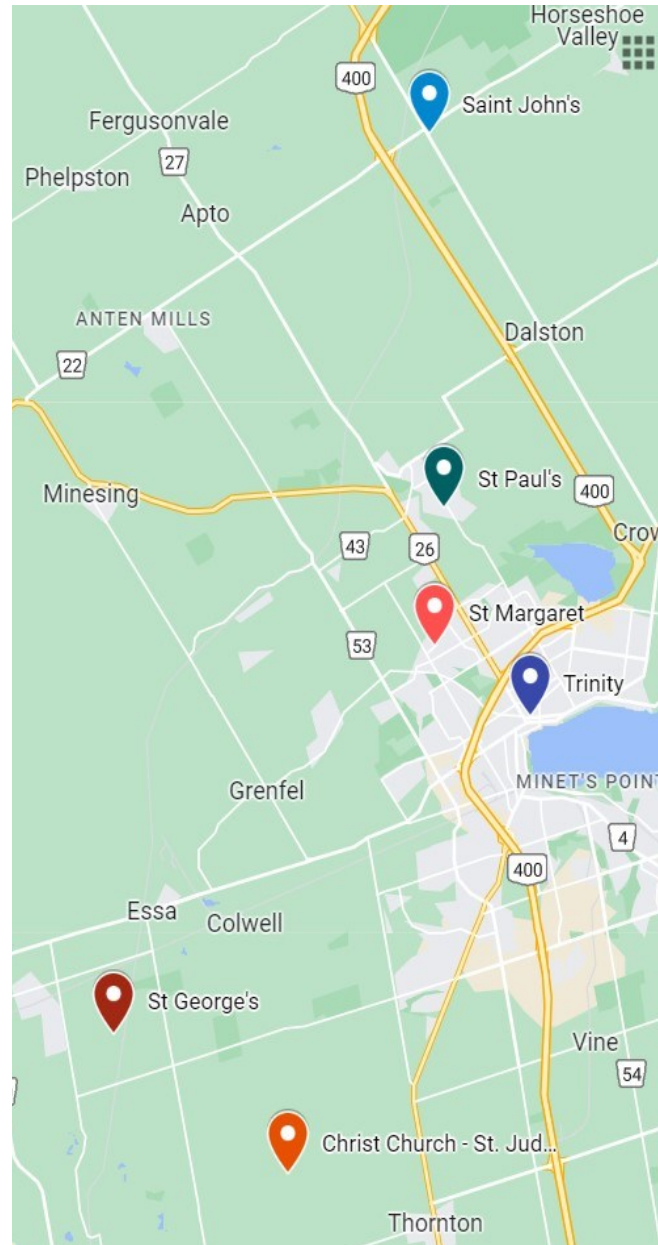 Horseshoe
Valley
400
Saint John's
Fergusonvale
27
Phelpston
Apto
ANTEN MILLS
Dalston
22
St Paul's
Minesing
400
Crow
43
26
St Margaret
53
Trinity
MINET'S POINT
Grenfel
4
400
Essa
Colwell
St George's
Vine
54
Christ Church - St. Jud...
Thornton